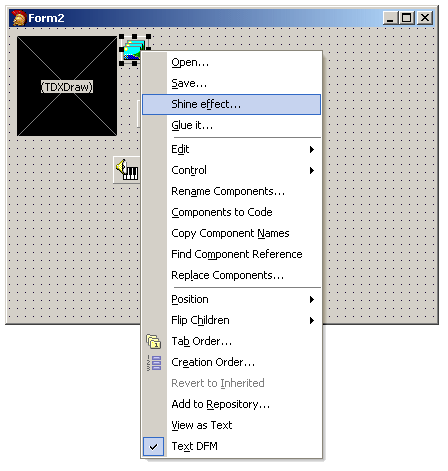 Form2
(TDXDraw)
Open...
Save...
Shine effect...
Glue it...
Edit
Control
Rename Components...
Components to Code
Copy Component Names
Find Component Reference
Replace Components...
Position
Flip Children
Tab Order...
Creation Order...
Revert to Inherited
Add to Repository...
View as Text
Text DFM